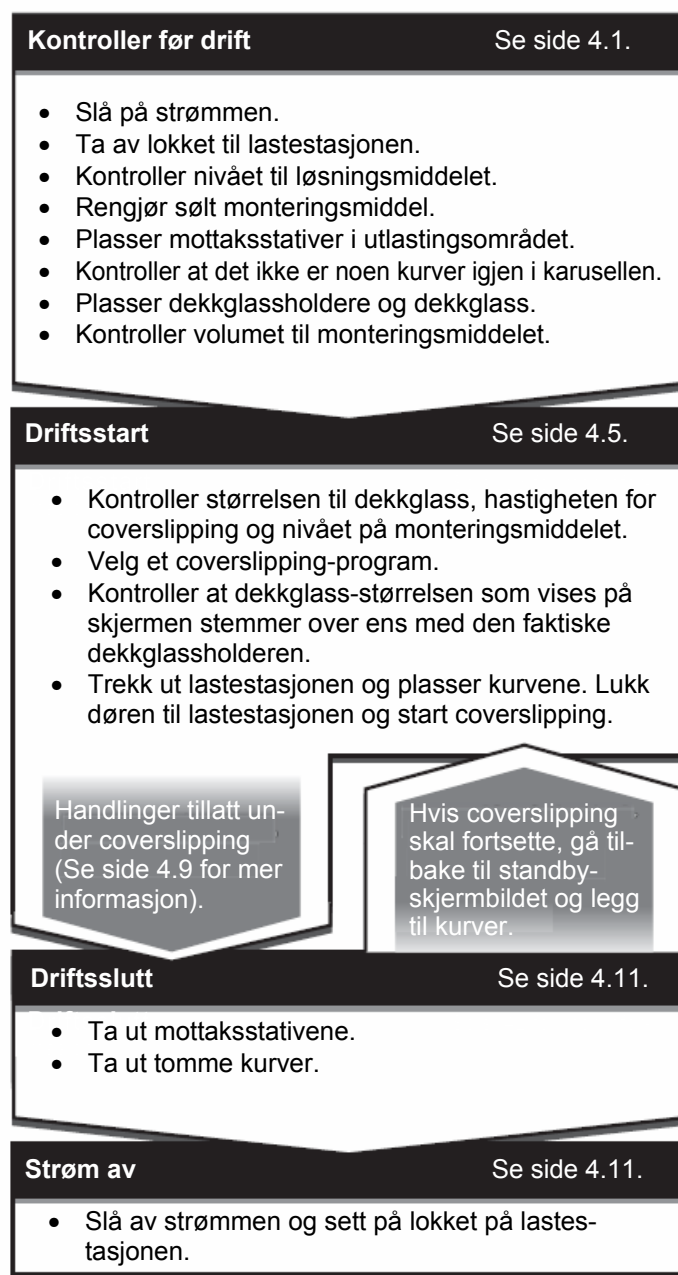 Kontroller før drift Se side 4.1.
• Slå på strømmen.
• Ta av lokket til lastestasjonen.
• Kontroller nivået til løsningsmiddelet.
• Rengjør sølt monteringsmiddel.
• Plasser mottaksstativer i utlastingsområdet.
• Kontroller at det ikke er noen kurver igjen i karusellen.
• Plasser dekkglassholdere og dekkglass.
• Kontroller volumet til monteringsmiddelet.
Driftsstart Se side 4.5.
• Kontroller størrelsen til dekkglass, hastigheten for
coverslipping og nivået på monteringsmiddelet.
• Velg et coverslipping-program.
• Kontroller at dekkglass-størrelsen som vises på
skjermen stemmer over ens med den faktiske
dekkglassholderen.
• Trekk ut lastestasjonen og plasser kurvene. Lukk
døren til lastestasjonen og start coverslipping.
Handlinger tillatt un-
der coverslipping
(Se side 4.9 for mer
informasjon).
Hvis coverslipping
skal fortsette, gå til-
bake til standby-
skjermbildet og legg
til kurver.
Driftsslutt Se side 4.11.
• Ta ut mottaksstativene.
• Ta ut tomme kurver.
Strøm av Se side 4.11.
• Slå av strømmen og sett på lokket på lastes-
tasjonen.